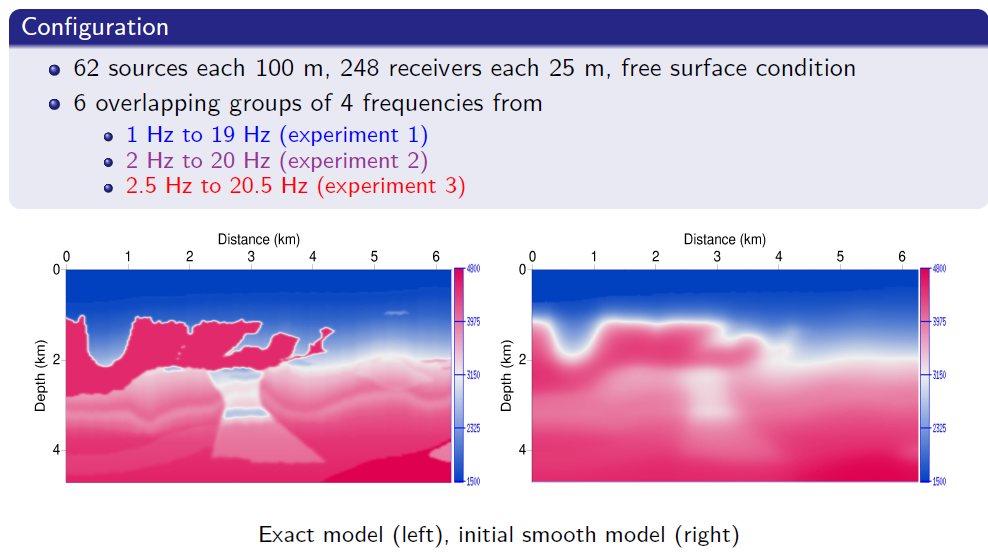 Configuration
62 sources each 100 m, 248 receivers each 25 m, free surface condition
6 overlapping groups of 4 frequencies from
1 Hz to 19 Hz (experiment 1)
2 Hz to 20 Hz (experiment 2)
2.5 Hz to 20.5 Hz (experiment 3)
Distance (km)
0 1 2 3 4 5 6
0
2
4
Depth (km)
4800
3975
3150
2325
1500
Distance (km)
0 1 2 3 4 5 6
0
2
4
Depth (km)
4800
3975
3150
2325
1500
Exact model (left), initial smooth model (right)